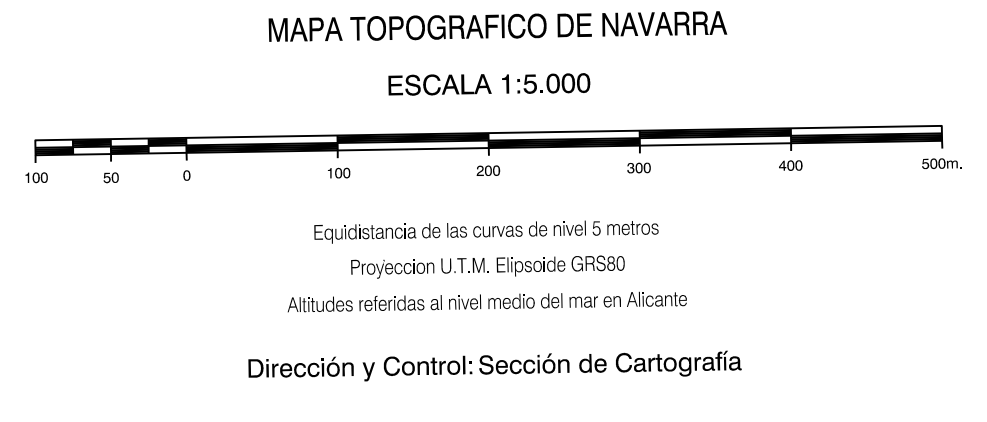 MAPA TOPOGRAFICO DE NAVARRA
ESCALA 1:5.000
100 50 0 100 200 300 400 500m.
Equidistancia de las curvas de nivel 5 metros
Proyeccion U.T.M. Elipsoide GRS80
Altitudes referidas al nivel medio del mar en Alicante
Dirección y Control: Sección de Cartografía